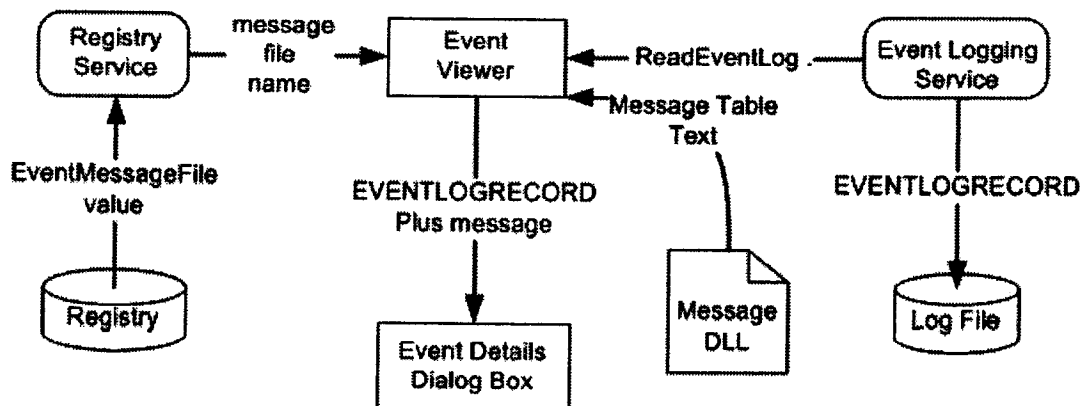 Registry
Service
message
file
name
Event
Viewer
ReadEventLog .
Event Logging
Service
Message Table
Text
EventMessageFile
value
EVENTLOGRECORD
Plus message
EVENTLOGRECORD
Registry
Event Details
Dialog Box
Message
DLL
Log File